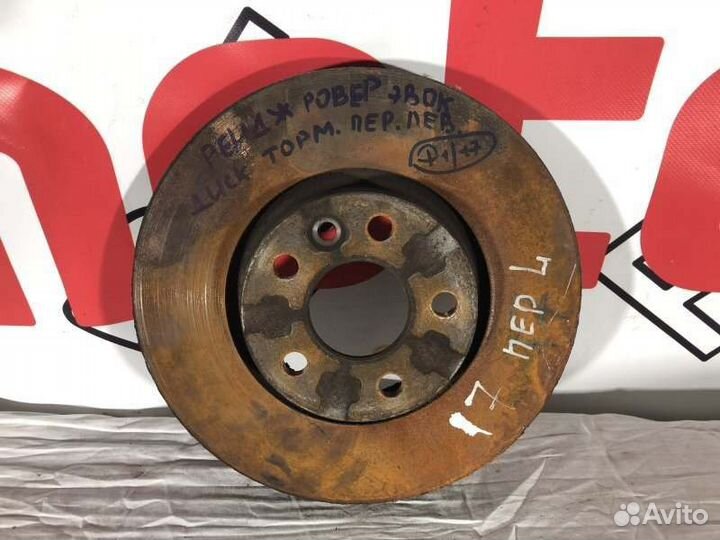 РЕНДЖ РОВЕР ЭВОК
ДИСК ТОРМ. ПЕР. ЛЕВ.
17 ПЕР L
Avito